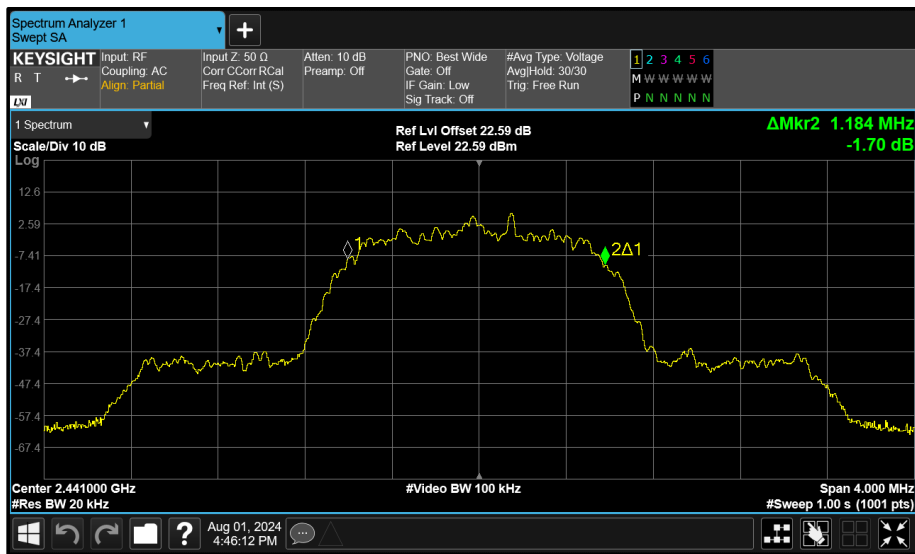 Spectrum Analyzer 1
Swept SA
KEYSIGHT
R T
LXI
Input: RF
Coupling: AC
Align: Partial
Input Z: 50 Ω
Corr CCorr RCal
Freq Ref: Int (S)
Atten: 10 dB
Preamp: Off
PNO: Best Wide
Gate: Off
IF Gain: Low
Sig Track: Off
#Avg Type: Voltage
Avg|Hold: 30/30
Trig: Free Run
1 2 3 4 5 6
M W W W W W
P N N N N N
1 Spectrum
Scale/Div 10 dB
Ref Lvl Offset 22.59 dB
Ref Level 22.59 dBm
ΔMkr2 1.184 MHz
-1.70 dB
Log
12.6
2.59
-7.41
-17.4
-27.4
-37.4
-47.4
-57.4
-67.4
1
2Δ1
Center 2.441000 GHz
#Res BW 20 kHz
#Video BW 100 kHz
Span 4.000 MHz
#Sweep 1.00 s (1001 pts)
?
Aug 01, 2024
4:46:12 PM